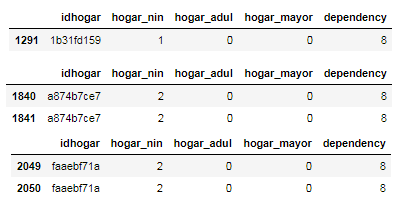 idhogar hogar_nin hogar_adul hogar_mayor dependency
1291 1b31fd159 1 0 0 8
idhogar hogar_nin hogar_adul hogar_mayor dependency
1840 a874b7ce7 2 0 0 8
1841 a874b7ce7 2 0 0 8
idhogar hogar_nin hogar_adul hogar_mayor dependency
2049 faaebf71a 2 0 0 8
2050 faaebf71a 2 0 0 8